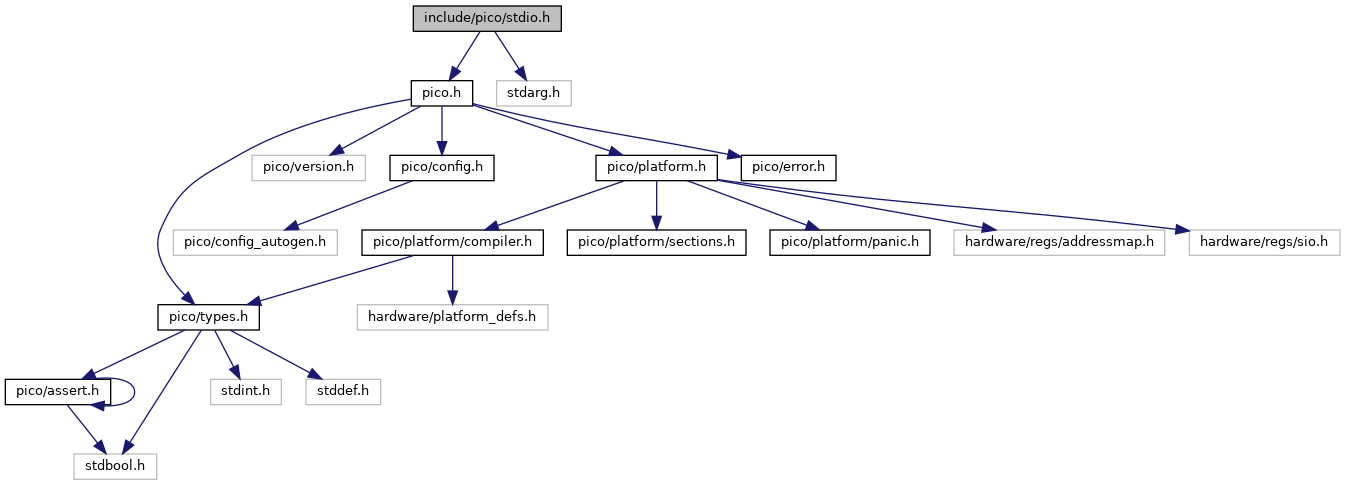 include/pico/stdio.h
pico.h
stdarg.h
pico/version.h
pico/config.h
pico/platform.h
pico/error.h
pico/config_autogen.h
pico/platform/compiler.h
pico/platform/sections.h
pico/platform/panic.h
hardware/regs/addressmap.h
hardware/regs/sio.h
pico/types.h
hardware/platform_defs.h
pico/assert.h
stdint.h
stddef.h
stdbool.h